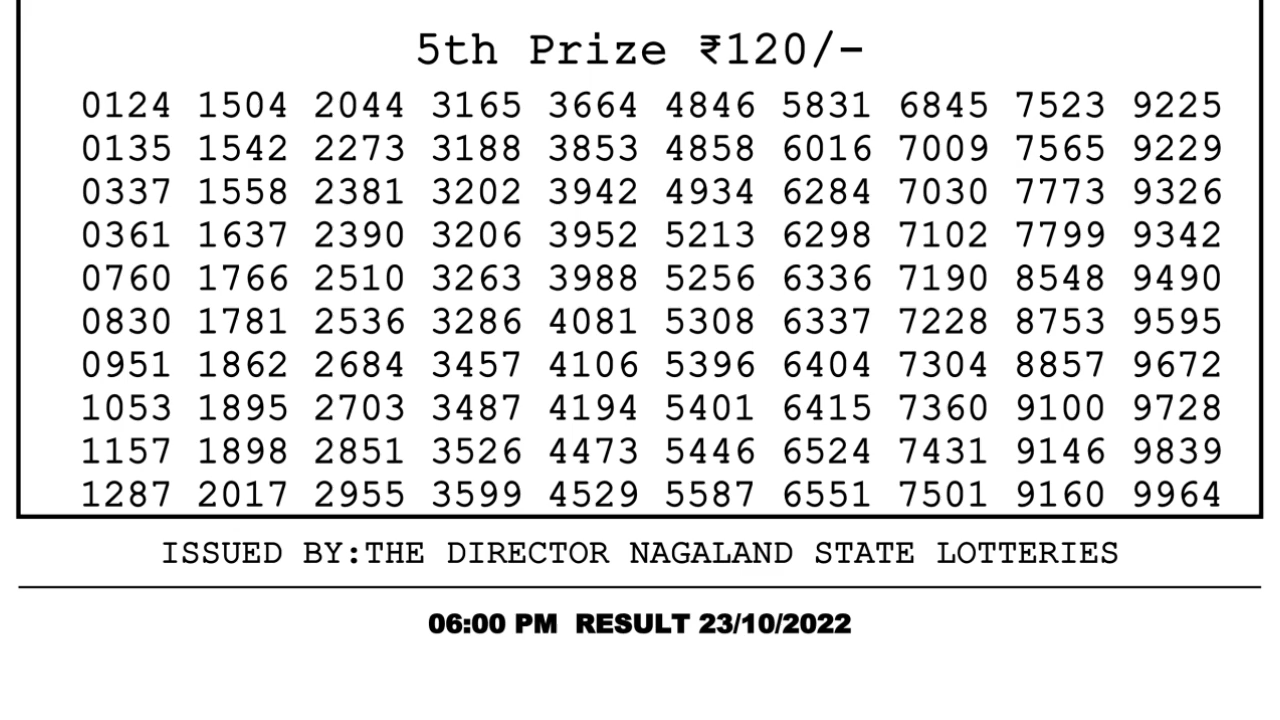 5th Prize ₹120/-
0124 1504 2044 3165 3664 4846 5831 6845 7523 9225
0135 1542 2273 3188 3853 4858 6016 7009 7565 9229
0337 1558 2381 3202 3942 4934 6284 7030 7773 9326
0361 1637 2390 3206 3952 5213 6298 7102 7799 9342
0760 1766 2510 3263 3988 5256 6336 7190 8548 9490
0830 1781 2536 3286 4081 5308 6337 7228 8753 9595
0951 1862 2684 3457 4106 5396 6404 7304 8857 9672
1053 1895 2703 3487 4194 5401 6415 7360 9100 9728
1157 1898 2851 3526 4473 5446 6524 7431 9146 9839
1287 2017 2955 3599 4529 5587 6551 7501 9160 9964
ISSUED BY:THE DIRECTOR NAGALAND STATE LOTTERIES
06:00 PM RESULT 23/10/2022